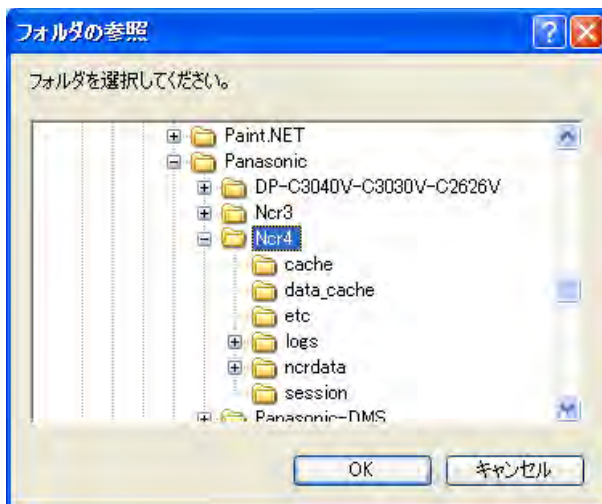 フォルダの参照
フォルダを選択してください。
Paint.NET
Panasonic
DP-C3040V-C3030V-C2626V
Ncr3
Ncr4
cache
data_cache
etc
logs
ncrdata
session
Panasonic-DMS
OK
キャンセル